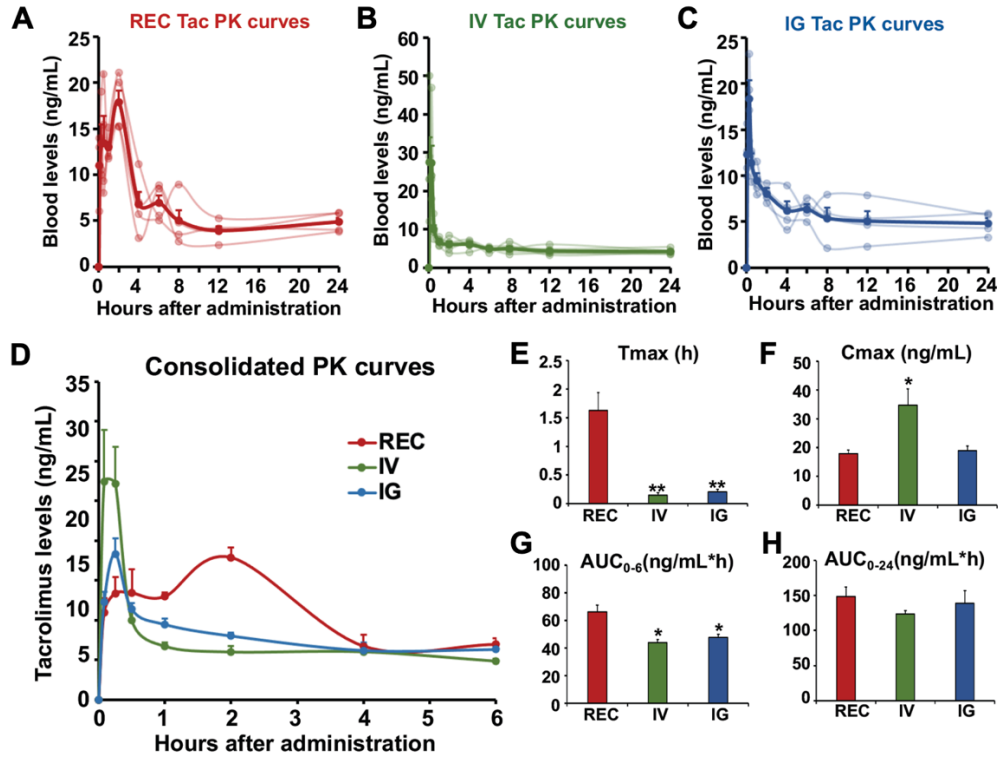 A
REC Tac PK curves
Blood levels (ng/mL)
25
20
15
10
5
0
0 4 8 12 16 20 24
Hours after administration
B
IV Tac PK curves
Blood levels (ng/mL)
60
50
40
30
20
10
0
0 4 8 12 16 20 24
Hours after administration
C
IG Tac PK curves
Blood levels (ng/mL)
25
20
15
10
5
0
0 4 8 12 16 20 24
Hours after administration
D
Consolidated PK curves
Tacrolimus levels (ng/mL)
35
30
25
20
15
10
5
0
REC
IV
IG
0 1 2 3 4 5 6
Hours after administration
E
Tmax (h)
2.5
2
1.5
1
0.5
0
** **
REC IV IG
F
Cmax (ng/mL)
50
40
30
20
10
0
*
REC IV IG
G
AUC0-6(ng/mL*h)
100
80
60
40
20
0
* *
REC IV IG
H
AUC0-24(ng/mL*h)
200
150
100
50
0
REC IV IG